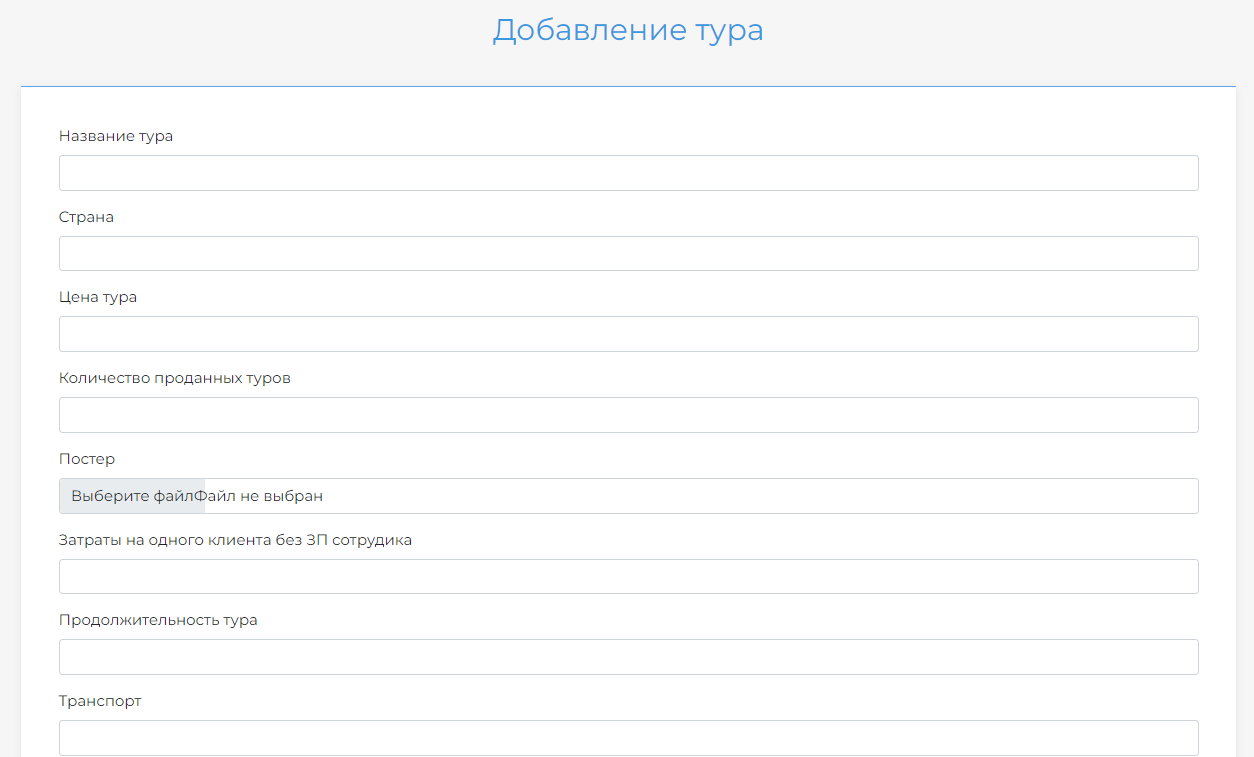 Добавление тура
Название тура
Страна
Цена тура
Количество проданных туров
Постер
Выберите файлФайл не выбран
Затраты на одного клиента без ЗП сотрудика
Продолжительность тура
Транспорт